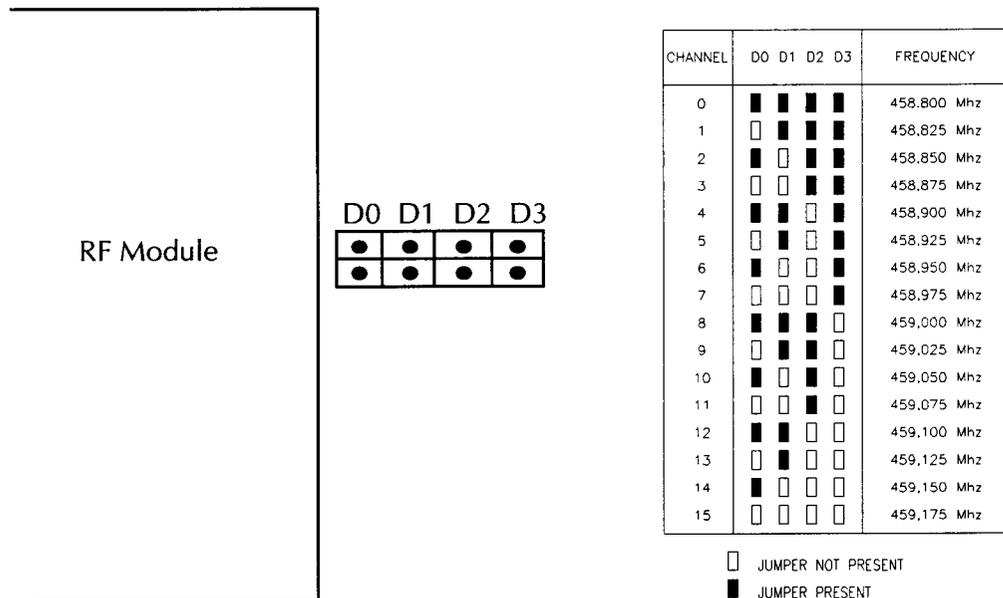 RF Module
D0 D1 D2 D3
CHANNEL D0 D1 D2 D3 FREQUENCY
0 458.800 Mhz
1 458.825 Mhz
2 458.850 Mhz
3 458.875 Mhz
4 458.900 Mhz
5 458.925 Mhz
6 458.950 Mhz
7 458.975 Mhz
8 459.000 Mhz
9 459.025 Mhz
10 459.050 Mhz
11 459.075 Mhz
12 459.100 Mhz
13 459.125 Mhz
14 459.150 Mhz
15 459.175 Mhz
JUMPER NOT PRESENT
JUMPER PRESENT